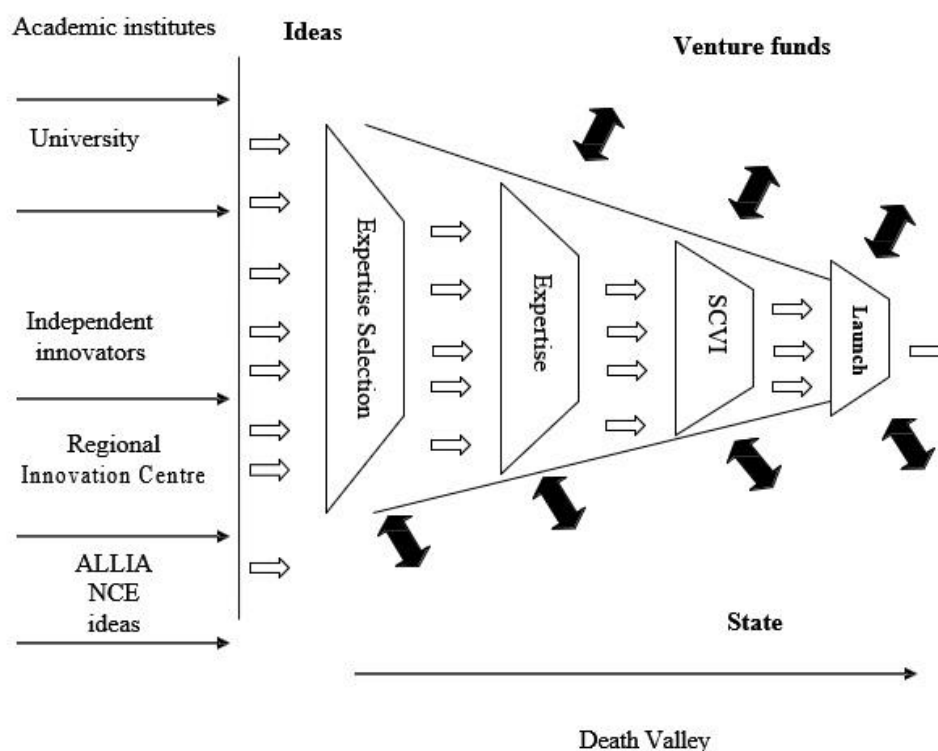 Academic institutes
Ideas
Venture funds
University
Independent
innovators
Regional
Innovation Centre
ALLIA
NCE
ideas
Expertise Selection
Expertise
SCVI
Launch
State
Death Valley